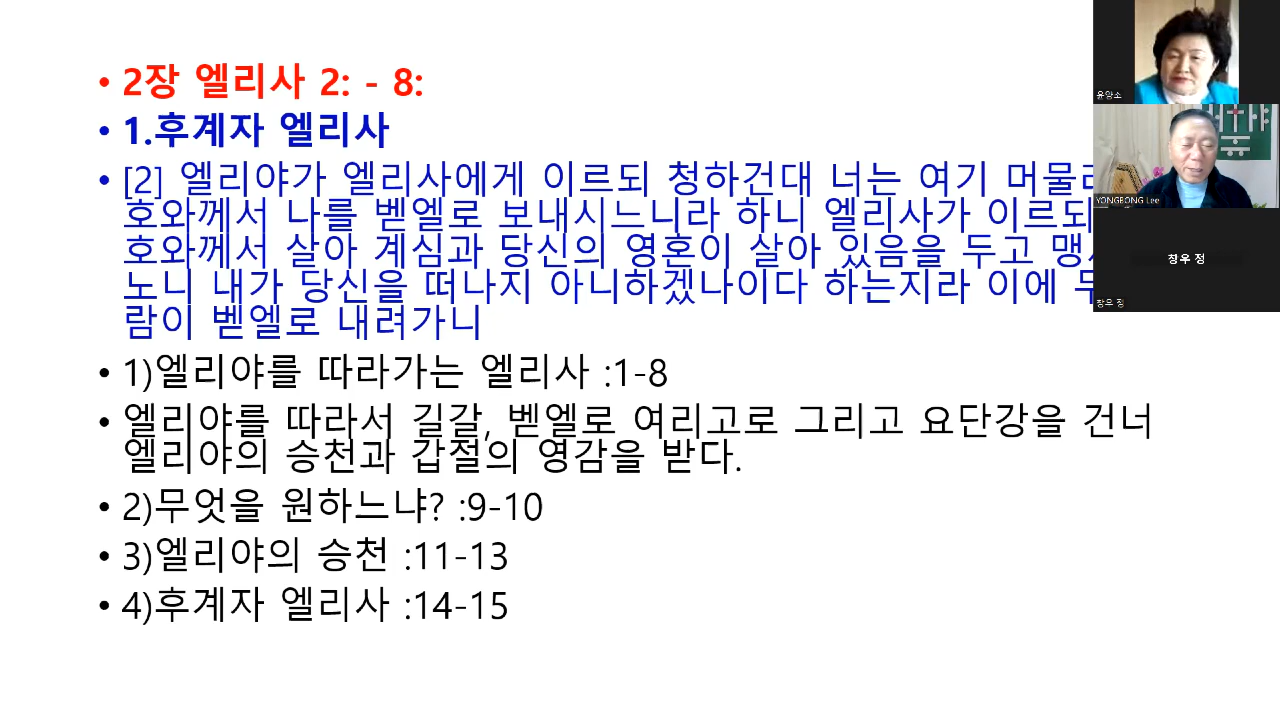 2장 엘리사 2: - 8:
1.후계자 엘리사
[2] 엘리야가 엘리사에게 이르되 청하건대 너는 여기
호와께서 나를 벧엘로 보내시느니라 하니 엘리사가 이르되
호와께서 살아 계심과 당신의 영혼이 살아 있음을 두고
노니 내가 당신을 떠나지 아니하겠나이다 하는지라 이에
람이 벧엘로 내려가니
1)엘리야를 따라가는 엘리사 :1-8
엘리야를 따라서 길갈, 벧엘로 여리고로 그리고 요단강을 건너
엘리야의 승천과 갑절의 영감을 받다.
2)무엇을 원하느냐? :9-10
3)엘리야의 승천 :11-13
4)후계자 엘리사 :14-15
YONGBONG Lee
창우 정
창우 정